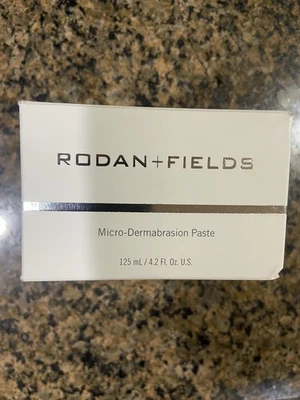 RODAN+FIELDS
Micro-Dermabrasion Paste
125 mL / 4.2 Fl. Oz. U.S.